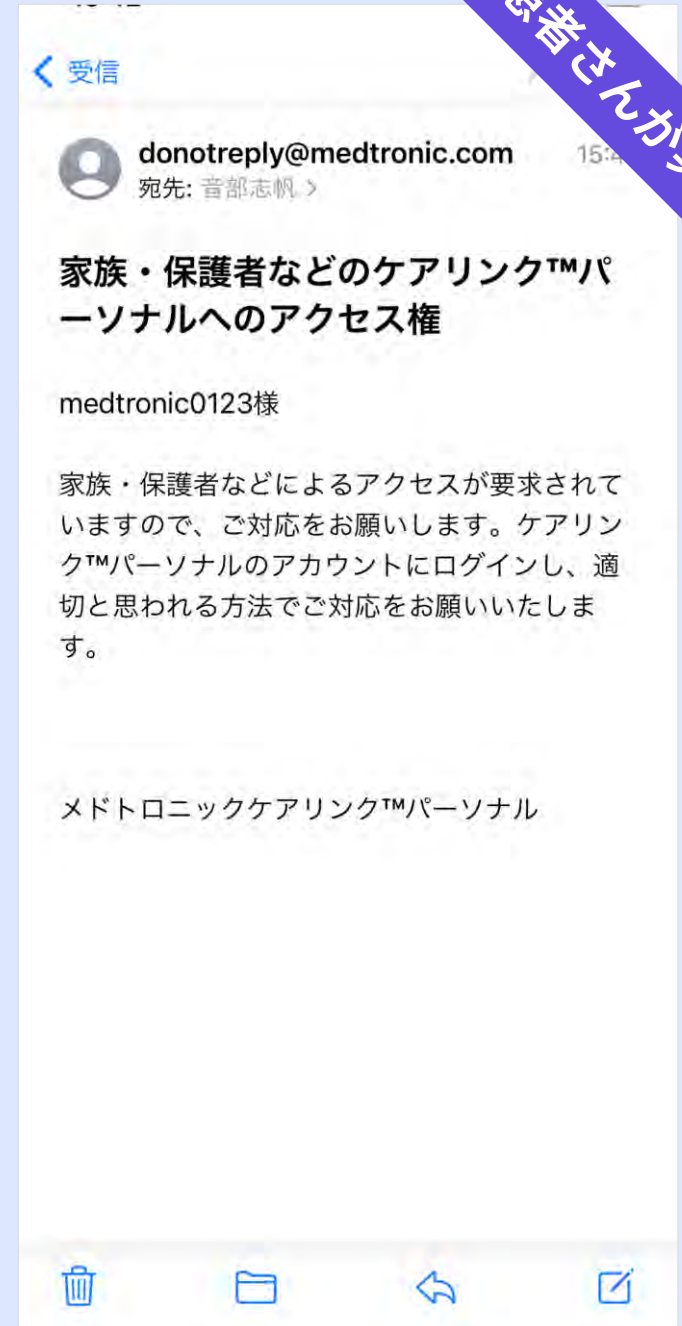 患者さんが
受信
donotreply@medtronic.com
宛先: 音部志帆 >
家族・保護者などのケアリンク™パ
ーソナルへのアクセス権
medtronic0123様
家族・保護者などによるアクセスが要求されて
いますので、ご対応をお願いします。ケアリン
ク™パーソナルのアカウントにログインし、適
切と思われる方法でご対応をお願いいたしま
す。
メドトロニックケアリンク™パーソナル